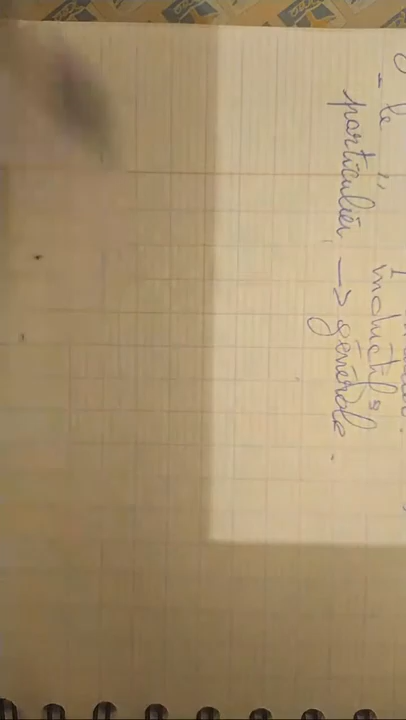 - le " inductif "
particulier -> générale.